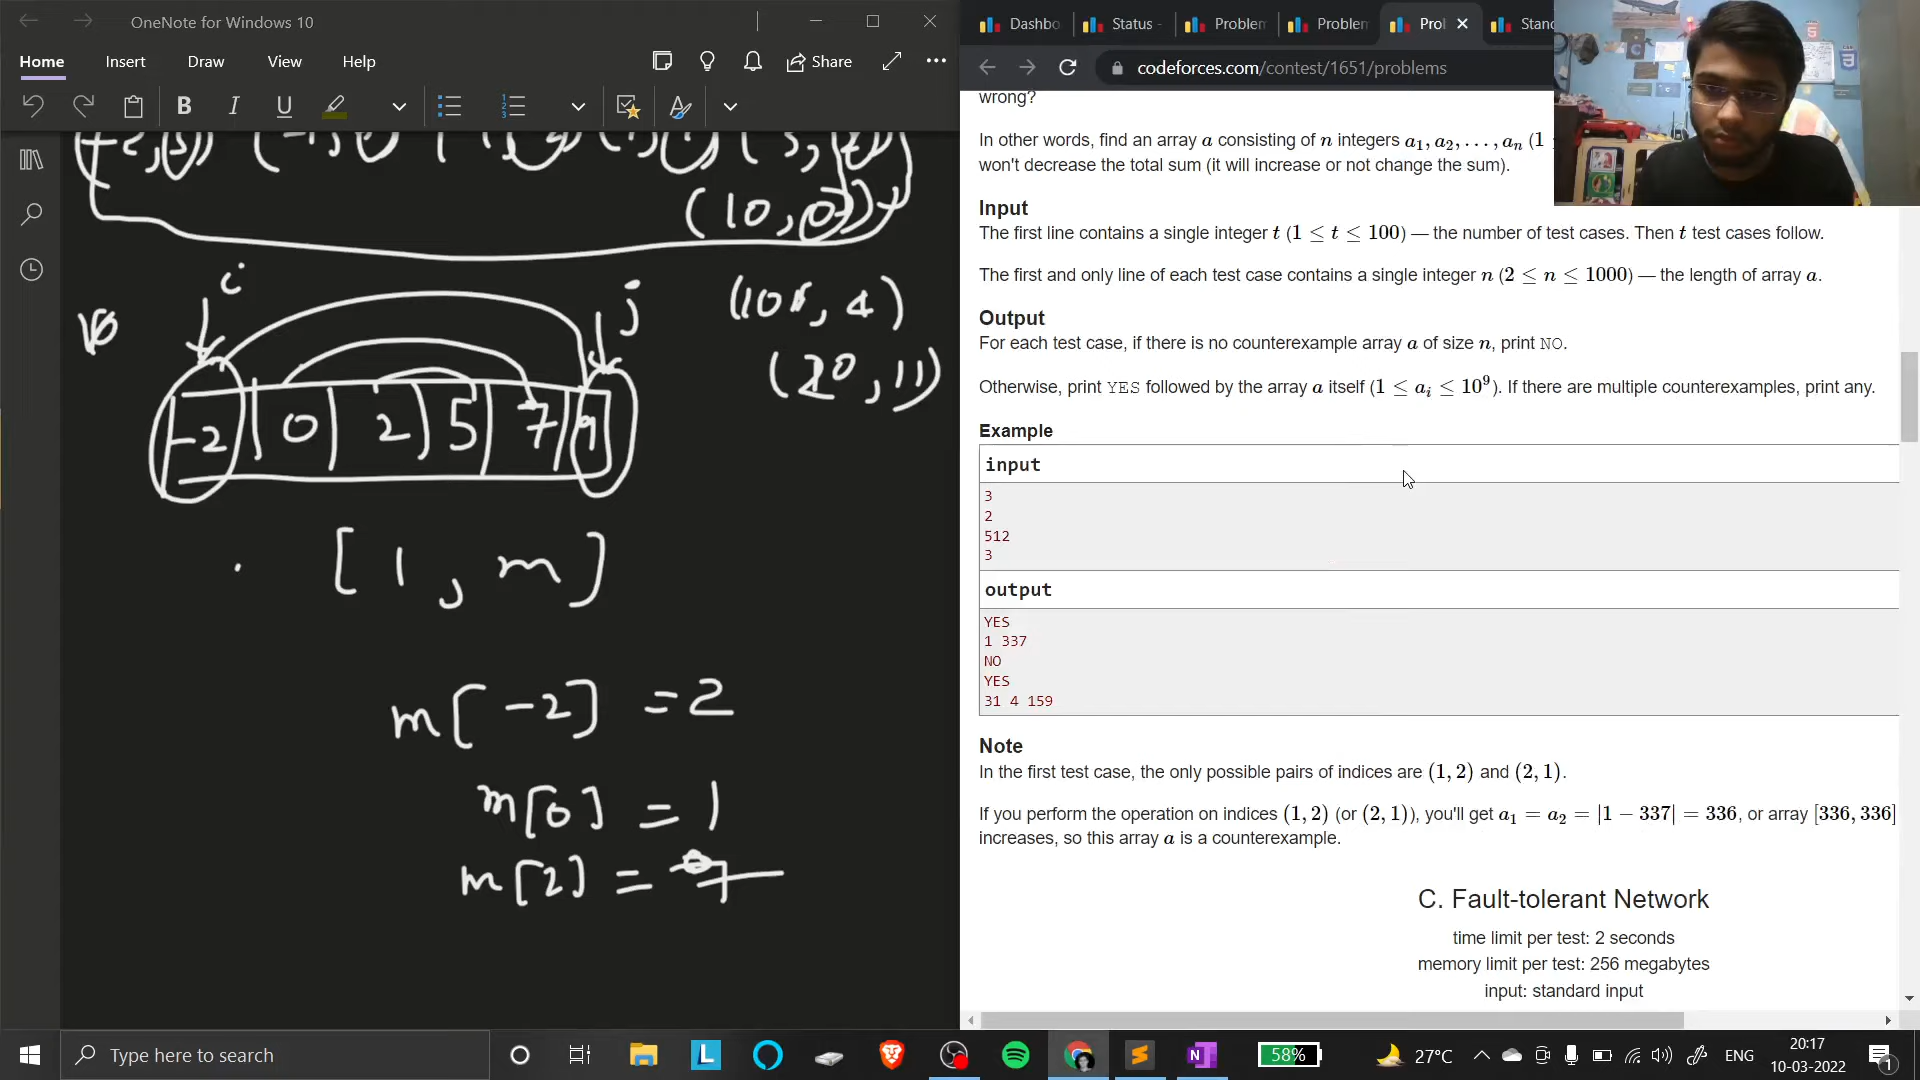 OneNote for Windows 10
Home Insert Draw View Help
Share
B I U
(10, 0)
i
j
(10, 4)
(20, 11)
-2 0 2 5 7 9
[1, m]
m[-2] = 2
m[0] = 1
m[2] =
Dashbo Status - Problem Problem Prol Stand
codeforces.com/contest/1651/problems
wrong?
In other words, find an array a consisting of n integers a1, a2, …, an (1
won't decrease the total sum (it will increase or not change the sum).
Input
The first line contains a single integer t (1 ≤ t ≤ 100) — the number of test cases. Then t test cases follow.
The first and only line of each test case contains a single integer n (2 ≤ n ≤ 1000) — the length of array a.
Output
For each test case, if there is no counterexample array a of size n, print NO.
Otherwise, print YES followed by the array a itself (1 ≤ ai ≤ 10^9). If there are multiple counterexamples, print any.
Example
input
3
2
512
3
output
YES
1 337
NO
YES
31 4 159
Note
In the first test case, the only possible pairs of indices are (1, 2) and (2, 1).
If you perform the operation on indices (1, 2) (or (2, 1)), you'll get a1 = a2 = |1 − 337| = 336, or array [336, 336]
increases, so this array a is a counterexample.
C. Fault-tolerant Network
time limit per test: 2 seconds
memory limit per test: 256 megabytes
input: standard input
Type here to search
58%
27°C
ENG
20:17
10-03-2022
1